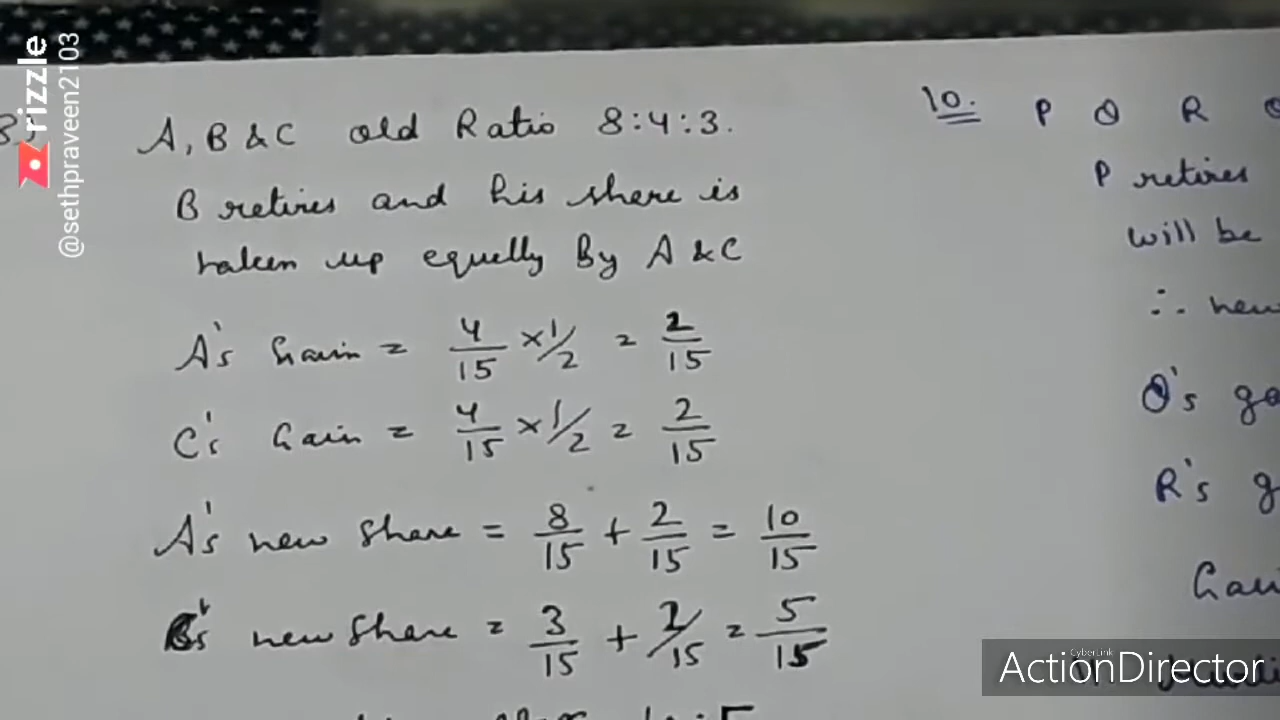 rizzle
@sethpraveen2103
A, B & C old Ratio 8:4:3.
B retires and his share is
taken up equally By A & C
A's Gain = 4/15 × 1/2 = 2/15
C's Gain = 4/15 × 1/2 = 2/15
A's new share = 8/15 + 2/15 = 10/15
C's new share = 3/15 + 2/15 = 5/15
10. P Q R
P retires
will be
∴ new
Q's
R's
CyberLink
ActionDirector